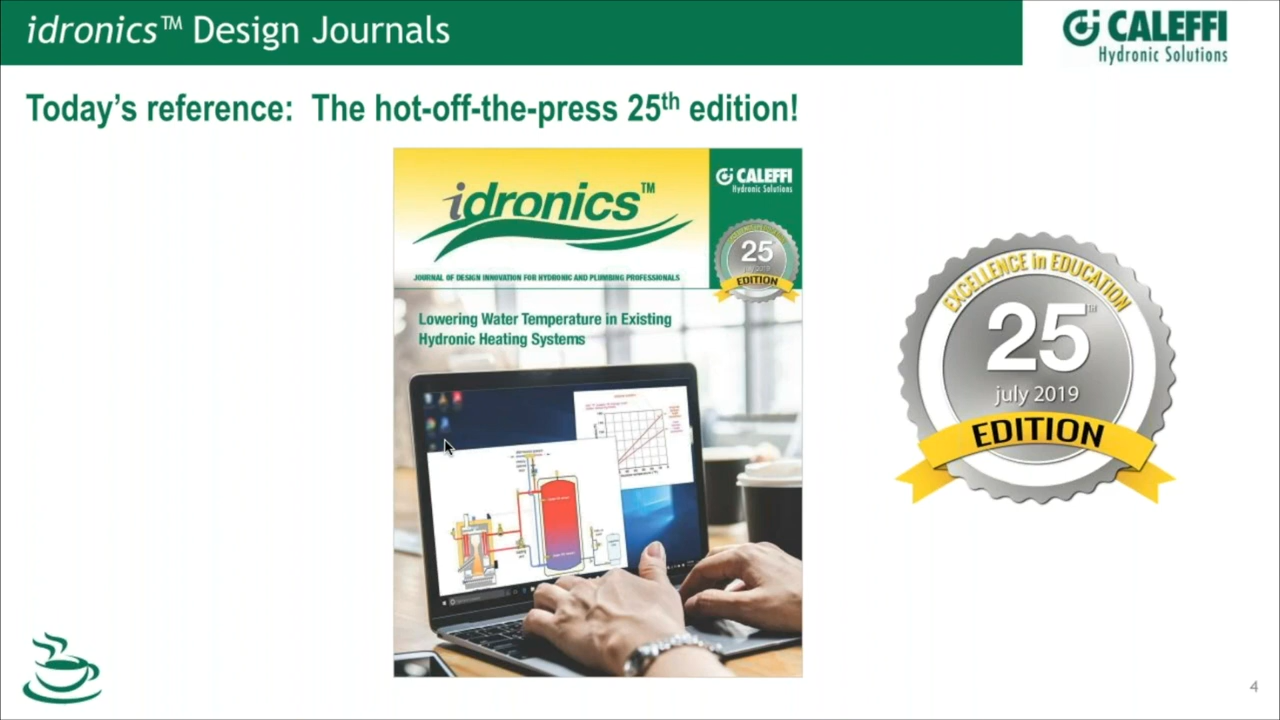 idronics™ Design Journals
CALEFFI
Hydronic Solutions
Today's reference: The hot-off-the-press 25th edition!
idronics™
CALEFFI
Hydronic Solutions
25
july 2019
EDITION
JOURNAL OF DESIGN INNOVATION FOR HYDRONIC AND PLUMBING PROFESSIONALS
Lowering Water Temperature in Existing
Hydronic Heating Systems
EXCELLENCE in EDUCATION
25TH
july 2019
EDITION
4